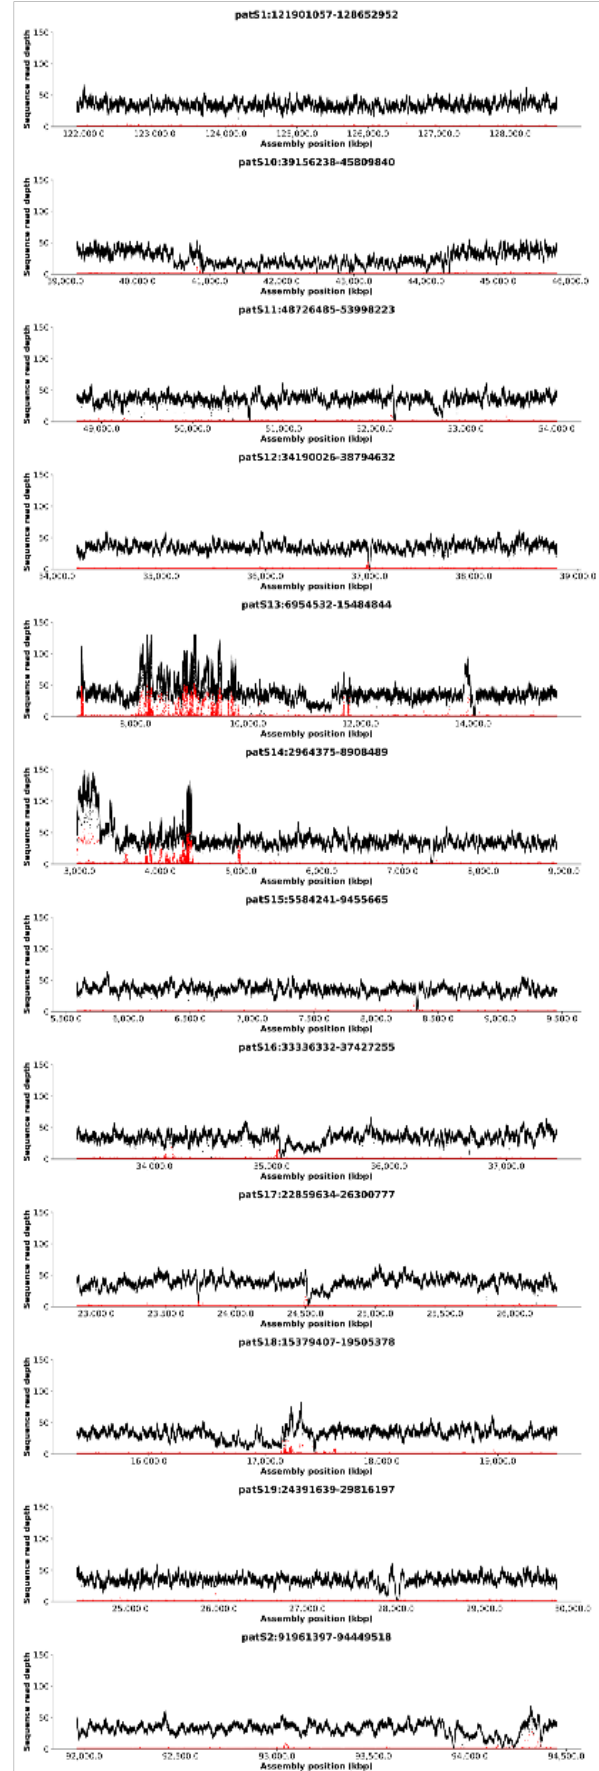 patS1:121901057-128652952
Sequence read depth
150
100
50
0
122,000.0 123,000.0 124,000.0 125,000.0 126,000.0 127,000.0 128,000.0
Assembly position (kbp)
patS10:39156238-45809840
Sequence read depth
150
100
50
0
39,000.0 40,000.0 41,000.0 42,000.0 43,000.0 44,000.0 45,000.0 46,000.0
Assembly position (kbp)
patS11:48726485-53998223
Sequence read depth
150
100
50
0
49,000.0 50,000.0 51,000.0 52,000.0 53,000.0 54,000.0
Assembly position (kbp)
patS12:34190026-38794632
Sequence read depth
150
100
50
0
34,000.0 35,000.0 36,000.0 37,000.0 38,000.0 39,000.0
Assembly position (kbp)
patS13:6954532-15484844
Sequence read depth
150
100
50
0
8,000.0 10,000.0 12,000.0 14,000.0
Assembly position (kbp)
patS14:2964375-8908489
Sequence read depth
150
100
50
0
3,000.0 4,000.0 5,000.0 6,000.0 7,000.0 8,000.0 9,000.0
Assembly position (kbp)
patS15:5584241-9455665
Sequence read depth
150
100
50
0
5,500.0 6,000.0 6,500.0 7,000.0 7,500.0 8,000.0 8,500.0 9,000.0 9,500.0
Assembly position (kbp)
patS16:33336332-37427255
Sequence read depth
150
100
50
0
34,000.0 35,000.0 36,000.0 37,000.0
Assembly position (kbp)
patS17:22859634-26300777
Sequence read depth
150
100
50
0
23,000.0 23,500.0 24,000.0 24,500.0 25,000.0 25,500.0 26,000.0
Assembly position (kbp)
patS18:15379407-19505378
Sequence read depth
150
100
50
0
16,000.0 17,000.0 18,000.0 19,000.0
Assembly position (kbp)
patS19:24391639-29816197
Sequence read depth
150
100
50
0
25,000.0 26,000.0 27,000.0 28,000.0 29,000.0 30,000.0
Assembly position (kbp)
patS2:91961397-94449518
Sequence read depth
150
100
50
0
92,000.0 92,500.0 93,000.0 93,500.0 94,000.0 94,500.0
Assembly position (kbp)